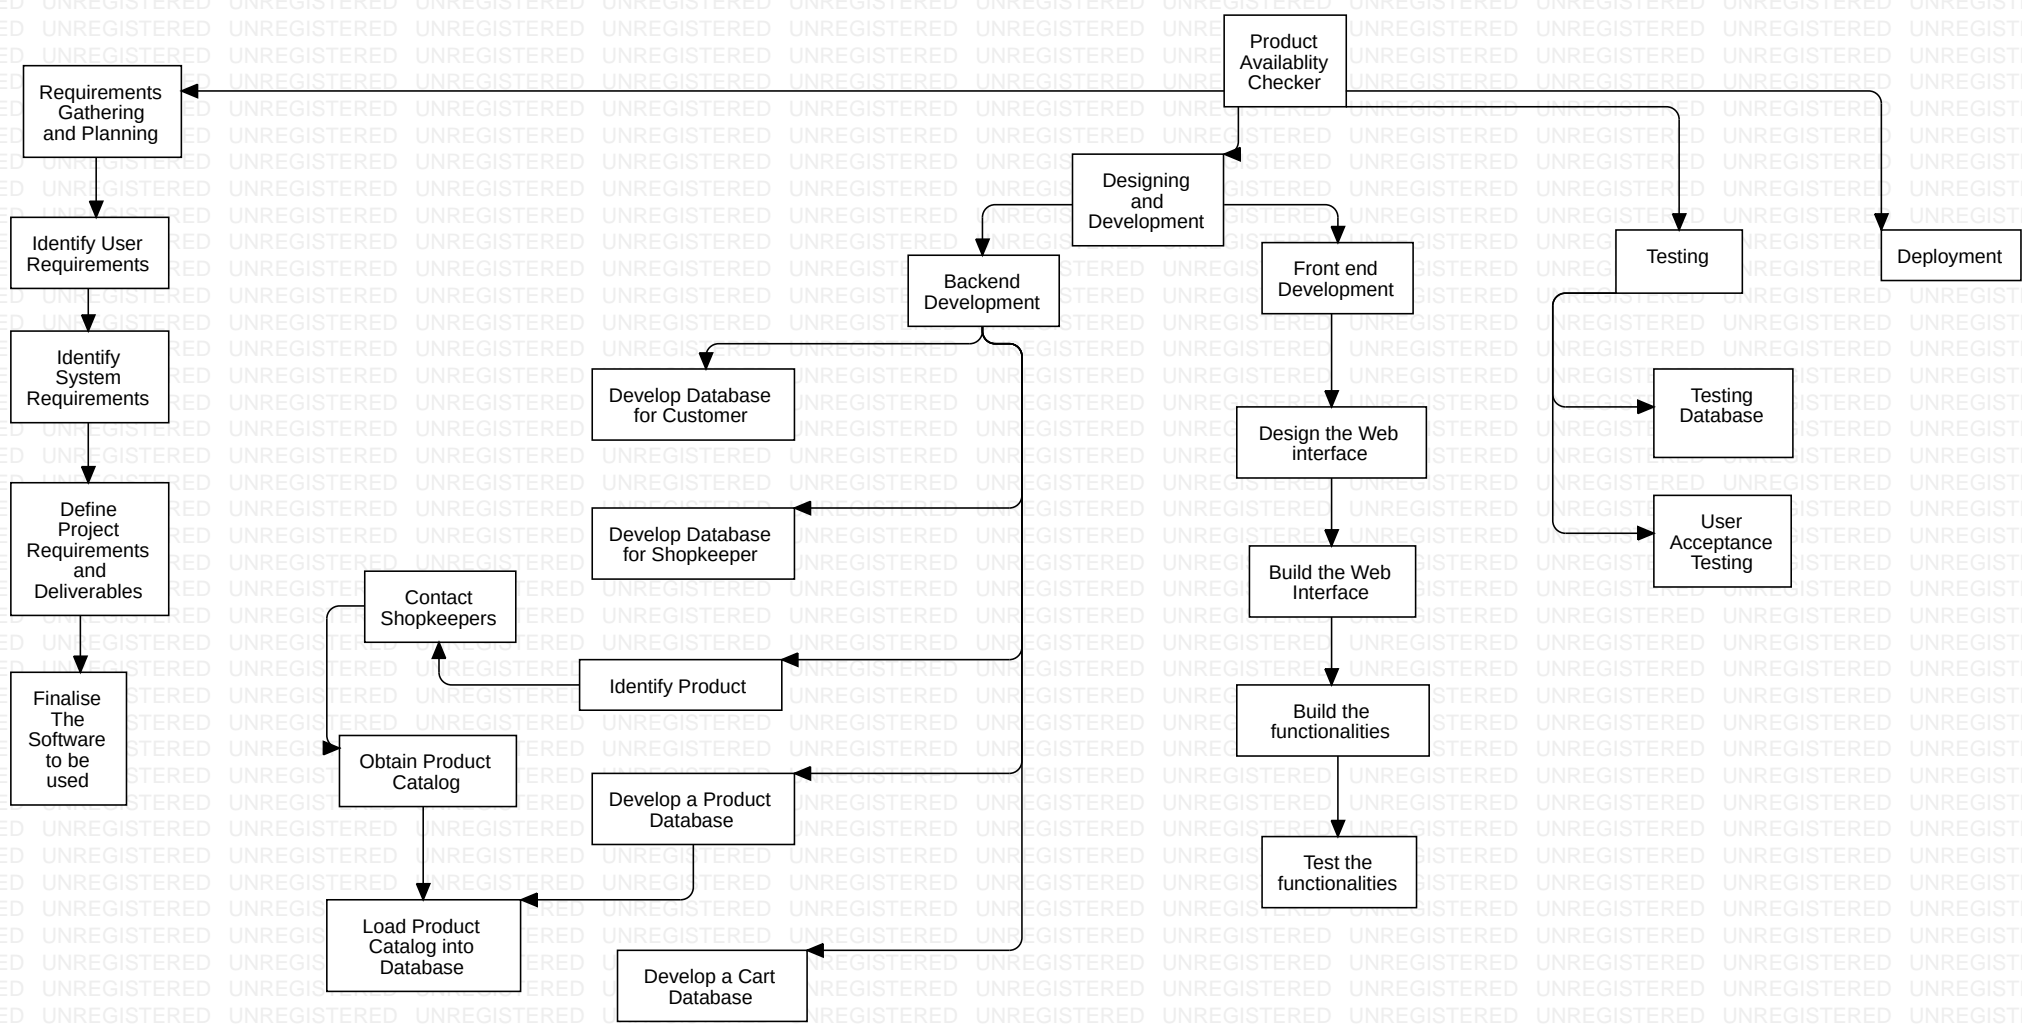 Product
Availablity
Checker
Requirements
Gathering
and Planning
Designing
and
Development
Identify User
Requirements
Backend
Development
Front end
Development
Testing
Deployment
Identify
System
Requirements
Develop Database
for Customer
Design the Web
interface
Testing
Database
Define
Project
Requirements
and
Deliverables
Develop Database
for Shopkeeper
Build the Web
Interface
User
Acceptance
Testing
Contact
Shopkeepers
Identify Product
Finalise
The
Software
to be
used
Build the
functionalities
Obtain Product
Catalog
Develop a Product
Database
Test the
functionalities
Load Product
Catalog into
Database
Develop a Cart
Database
UNREGISTERED